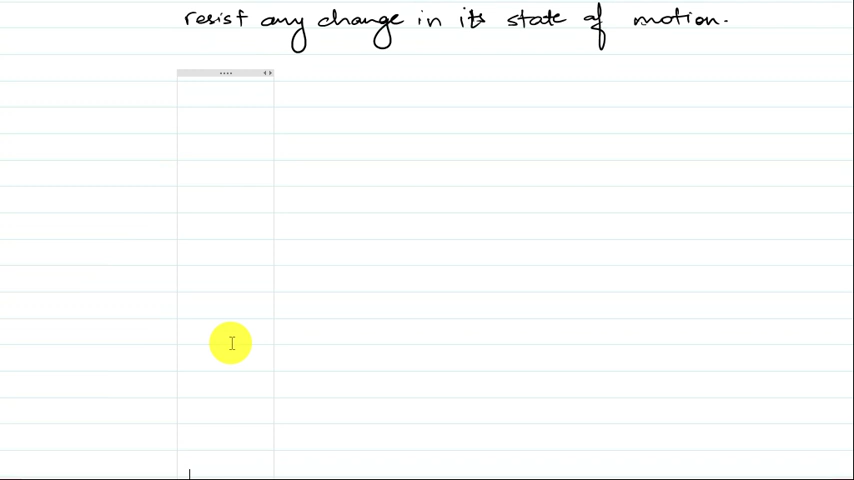 resist any change in its state of motion.